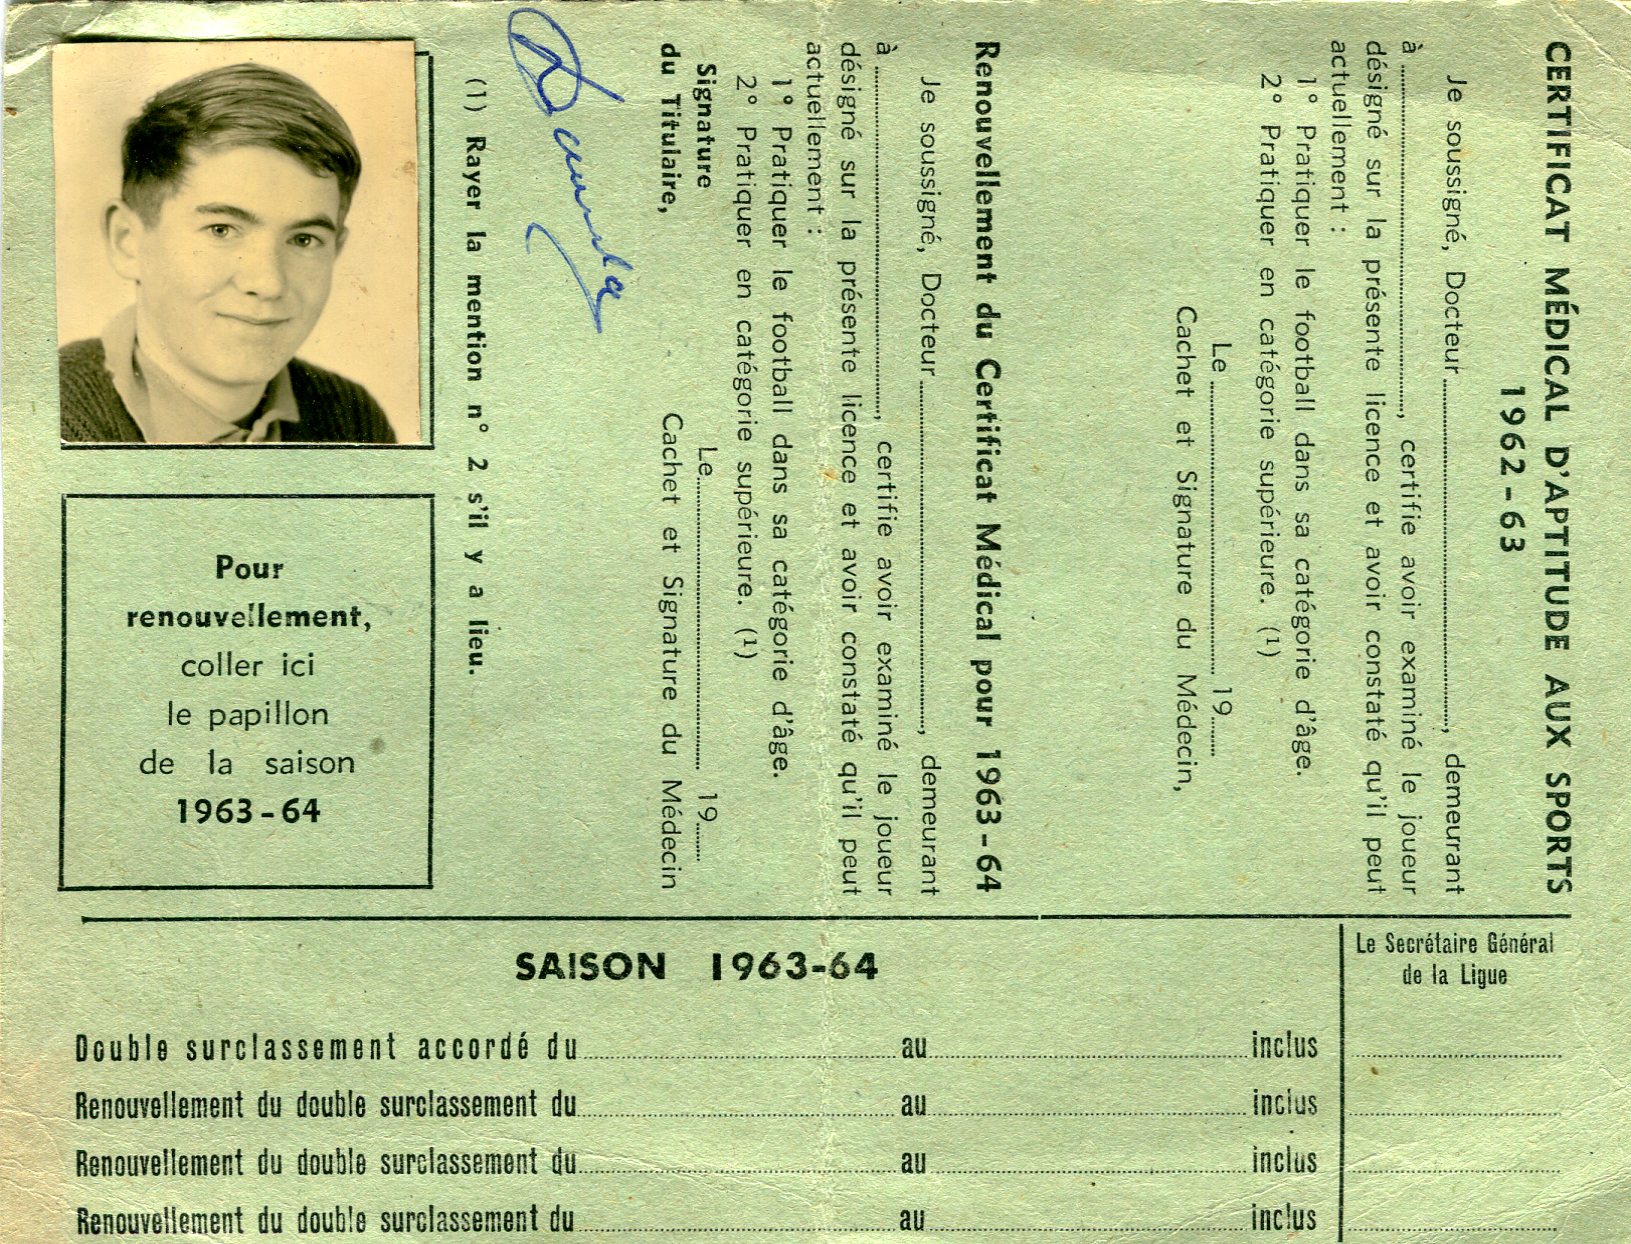 CERTIFICAT MÉDICAL D'APTITUDE AUX SPORTS
1962-63
Je soussigné, Docteur, demeurant
à, certifie avoir examiné le joueur
désigné sur la présente licence et avoir constaté qu'il peut
actuellement :
1° Pratiquer le football dans sa catégorie d'âge.
2° Pratiquer en catégorie supérieure. (1)
Le 19
Cachet et Signature du Médecin,
Renouvellement du Certificat Médical pour 1963-64
Je soussigné, Docteur, demeurant
à, certifie avoir examiné le joueur
désigné sur la présente licence et avoir constaté qu'il peut
actuellement :
1° Pratiquer le football dans sa catégorie d'âge.
2° Pratiquer en catégorie supérieure. (1)
Signature Le 19
du Titulaire, Cachet et Signature du Médecin
(1) Rayer la mention n° 2 s'il y a lieu.
Pour
renouvellement,
coller ici
le papillon
de la saison
1963-64
SAISON 1963-64
Le Secrétaire Général
de la Ligue
Double surclassement accordé du au inclus
Renouvellement du double surclassement du au inclus
Renouvellement du double surclassement du au inclus
Renouvellement du double surclassement du au inclus